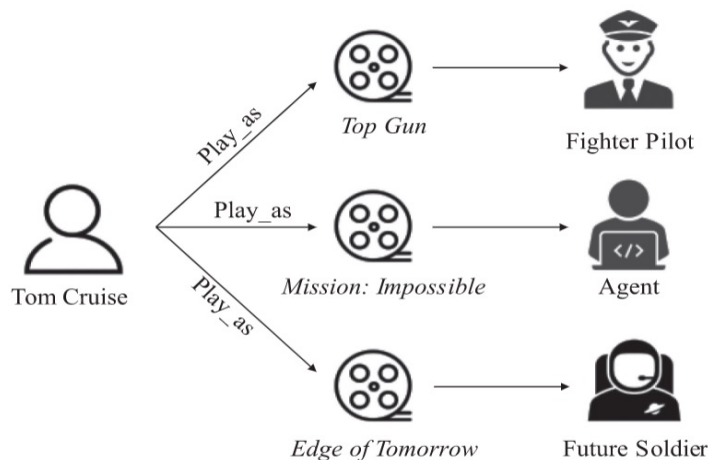 Play_as
Top Gun
Fighter Pilot
Tom Cruise
Play_as
Mission: Impossible
</>
Agent
Play_as
Edge of Tomorrow
Future Soldier